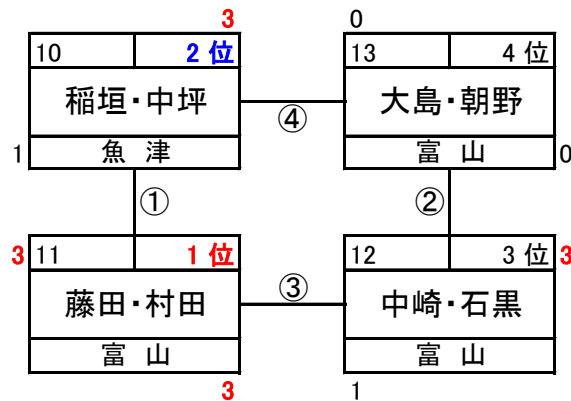 3 0
10 2位 13 4位
稲垣・中坪 大島・朝野
④
1 魚津 富山 0
① ②
3 11 1位 12 3位 3
③
藤田・村田 中崎・石黒
富山 富山
3 1